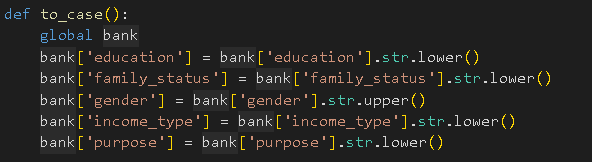 def to_case():
    global bank
    bank['education'] = bank['education'].str.lower()
    bank['family_status'] = bank['family_status'].str.lower()
    bank['gender'] = bank['gender'].str.upper()
    bank['income_type'] = bank['income_type'].str.lower()
    bank['purpose'] = bank['purpose'].str.lower()